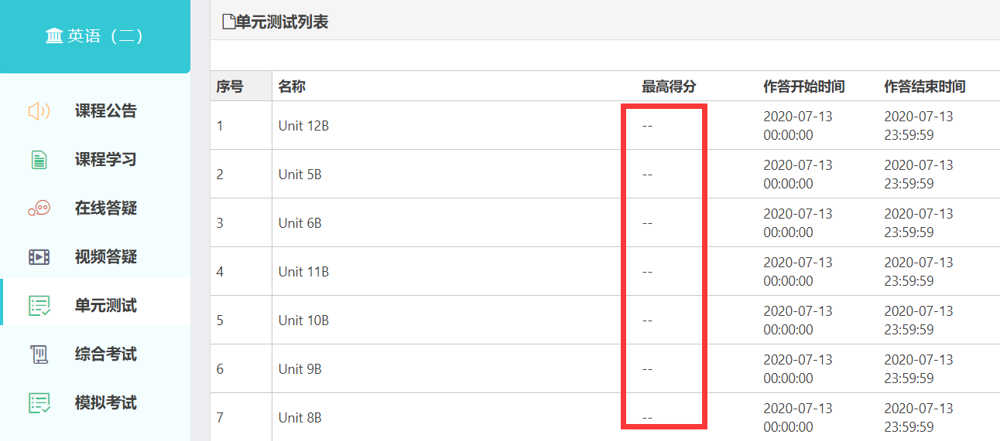 英语（二）
课程公告
课程学习
在线答疑
视频答疑
单元测试
综合考试
模拟考试
单元测试列表
序号 名称 最高得分 作答开始时间 作答结束时间
1 Unit 12B -- 2020-07-13 00:00:00 2020-07-13 23:59:59
2 Unit 5B -- 2020-07-13 00:00:00 2020-07-13 23:59:59
3 Unit 6B -- 2020-07-13 00:00:00 2020-07-13 23:59:59
4 Unit 11B -- 2020-07-13 00:00:00 2020-07-13 23:59:59
5 Unit 10B -- 2020-07-13 00:00:00 2020-07-13 23:59:59
6 Unit 9B -- 2020-07-13 00:00:00 2020-07-13 23:59:59
7 Unit 8B -- 2020-07-13 00:00:00 2020-07-13 23:59:59